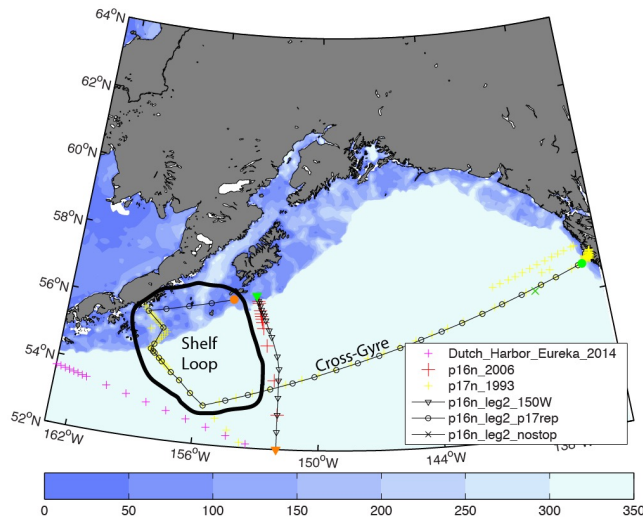 64°N
62°N
60°N
58°N
56°N
54°N
52°N
162°W
156°W
150°W
144°W
Shelf
Loop
Cross-Gyre
Dutch_Harbor_Eureka_2014
p16n_2006
p17n_1993
p16n_leg2_150W
p16n_leg2_p17rep
p16n_leg2_nostop
0 50 100 150 200 250 300 350